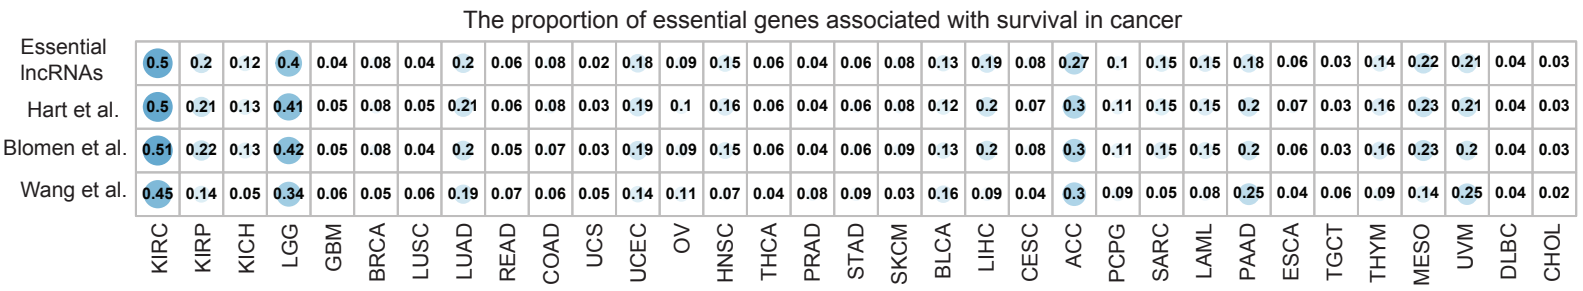 The proportion of essential genes associated with survival in cancer
Essential
lncRNAs
0.5 0.2 0.12 0.4 0.04 0.08 0.04 0.2 0.06 0.08 0.02 0.18 0.09 0.15 0.06 0.04 0.06 0.08 0.13 0.19 0.08 0.27 0.1 0.15 0.15 0.18 0.06 0.03 0.14 0.22 0.21 0.04 0.03
Hart et al. 0.5 0.21 0.13 0.41 0.05 0.08 0.05 0.21 0.06 0.08 0.03 0.19 0.1 0.16 0.06 0.04 0.06 0.08 0.12 0.2 0.07 0.3 0.11 0.15 0.15 0.2 0.07 0.03 0.16 0.23 0.21 0.04 0.03
Blomen et al. 0.51 0.22 0.13 0.42 0.05 0.08 0.04 0.2 0.05 0.07 0.03 0.19 0.09 0.15 0.06 0.04 0.06 0.09 0.13 0.2 0.08 0.3 0.11 0.15 0.15 0.2 0.06 0.03 0.16 0.23 0.2 0.04 0.03
Wang et al. 0.45 0.14 0.05 0.34 0.06 0.05 0.06 0.19 0.07 0.06 0.05 0.14 0.11 0.07 0.04 0.08 0.09 0.03 0.16 0.09 0.04 0.3 0.09 0.05 0.08 0.25 0.04 0.06 0.09 0.14 0.25 0.04 0.02
KIRC KIRP KICH LGG GBM BRCA LUSC LUAD READ COAD UCS UCEC OV HNSC THCA PRAD STAD SKCM BLCA LIHC CESC ACC PCPG SARC LAML PAAD ESCA TGCT THYM MESO UVM DLBC CHOL